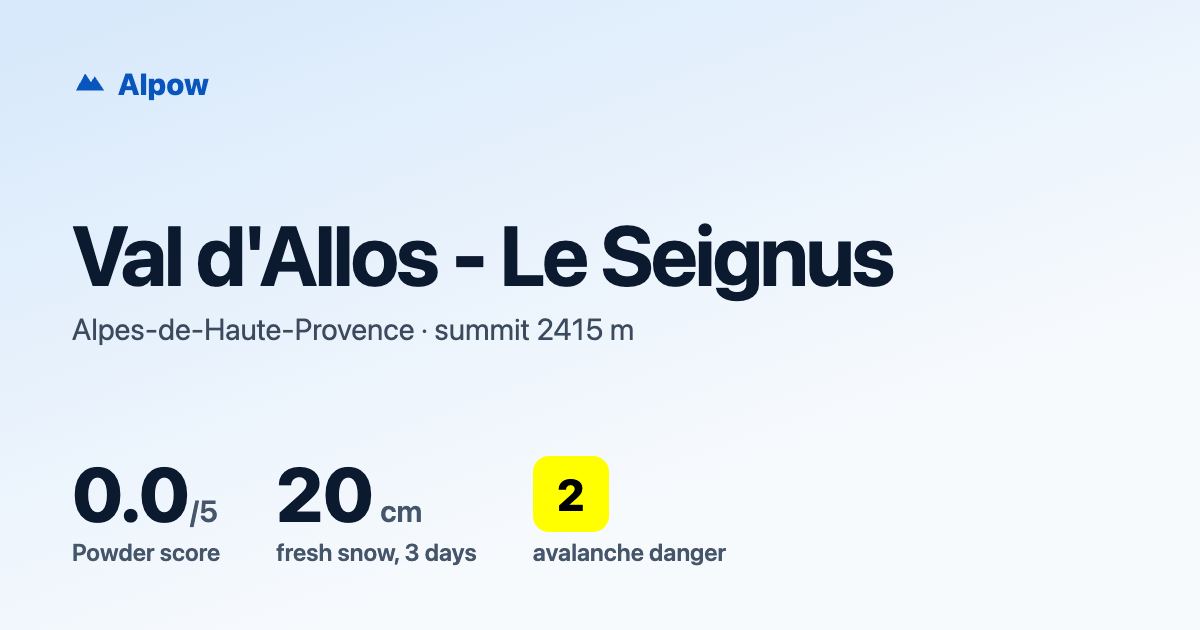 Alpow
Val d'Allos - Le Seignus
Alpes-de-Haute-Provence · summit 2415 m
0.0/5 20 cm 2
Powder score fresh snow, 3 days avalanche danger